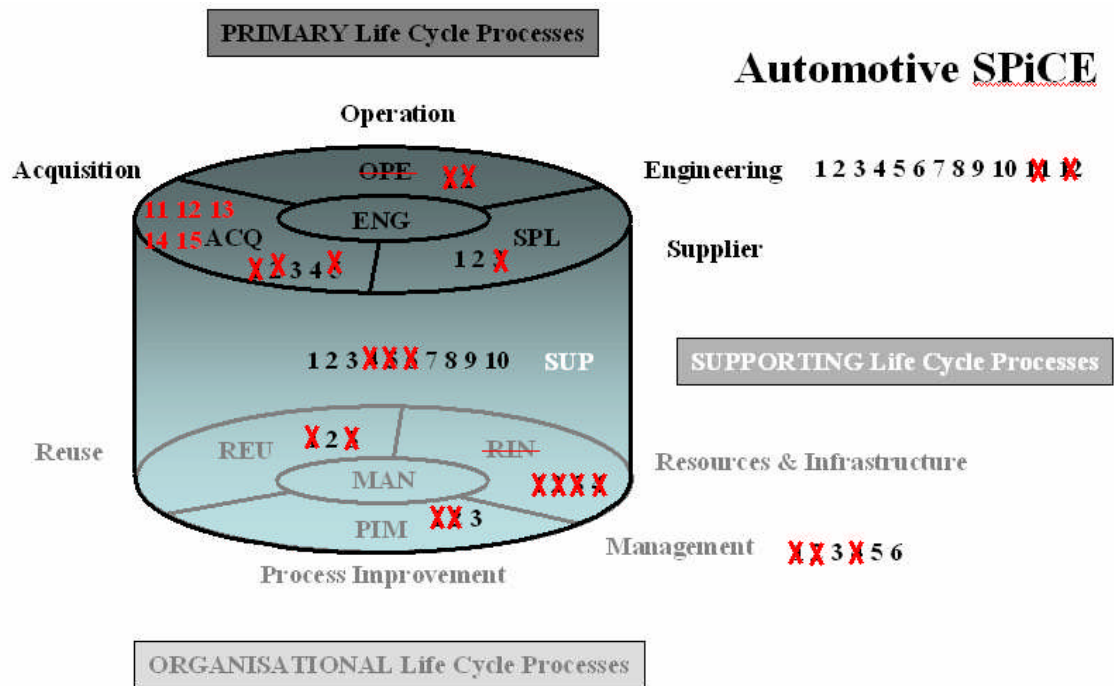 PRIMARY Life Cycle Processes
Automotive SPiCE
Operation
Acquisition
OPE
Engineering 1 2 3 4 5 6 7 8 9 10 11 12
11 12 13
14 15
ENG
ACQ
SPL
Supplier
1 2 3
2 3 4 5
1 2 3 4 5 6 7 8 9 10
SUP
SUPPORTING Life Cycle Processes
Reuse
REU
1 2 3
RIN
Resources & Infrastructure
MAN
4
PIM
3
Management 1 2 3 4 5 6
Process Improvement
ORGANISATIONAL Life Cycle Processes